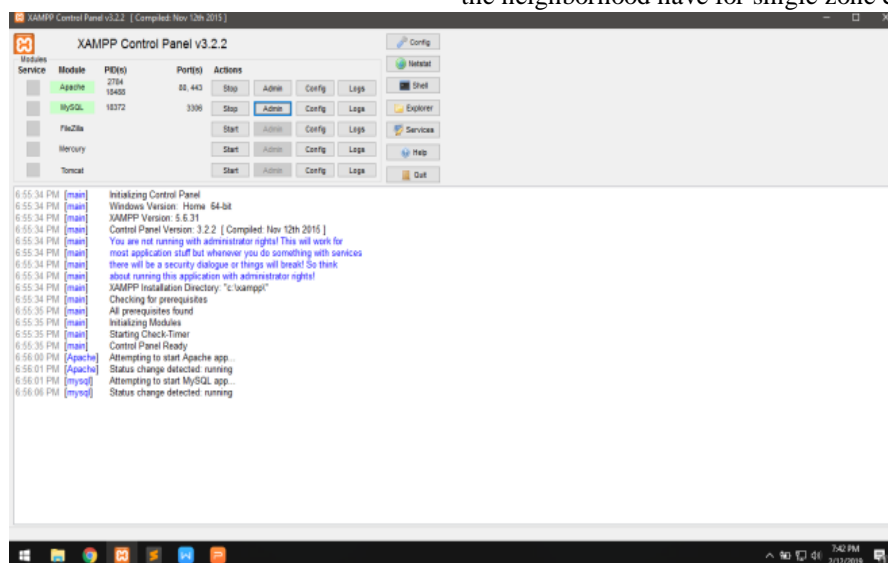 the neighborhood have for single zone
XAMPP Control Panel v3.2.2 [ Compiled: Nov 12th 2015 ]
XAMPP Control Panel v3.2.2
Config
Modules
Service Module PID(s) Port(s) Actions
Netstat
Apache 2784 18488 80, 443 Stop Admin Config Logs
Shell
MySQL 18372 3306 Stop Admin Config Logs
Explorer
FileZilla Start Admin Config Logs
Services
Mercury Start Admin Config Logs
Help
Tomcat Start Admin Config Logs
Quit
6:55:34 PM [main] Initializing Control Panel
6:55:34 PM [main] Windows Version: Home 64-bit
6:55:34 PM [main] XAMPP Version: 5.6.31
6:55:34 PM [main] Control Panel Version: 3.2.2 [ Compiled: Nov 12th 2015 ]
6:55:34 PM [main] You are not running with administrator rights! This will work for
6:55:34 PM [main] most application stuff but whenever you do something with services
6:55:34 PM [main] there will be a security dialogue or things will break! So think
6:55:34 PM [main] about running this application with administrator rights!
6:55:34 PM [main] XAMPP Installation Directory: "c:\xampp\"
6:55:34 PM [main] Checking for prerequisites
6:55:35 PM [main] All prerequisites found
6:55:35 PM [main] Initializing Modules
6:55:35 PM [main] Starting Check-Timer
6:55:35 PM [main] Control Panel Ready
6:56:00 PM [Apache] Attempting to start Apache app...
6:56:01 PM [Apache] Status change detected: running
6:56:01 PM [mysql] Attempting to start MySQL app...
6:56:06 PM [mysql] Status change detected: running
7:42 PM